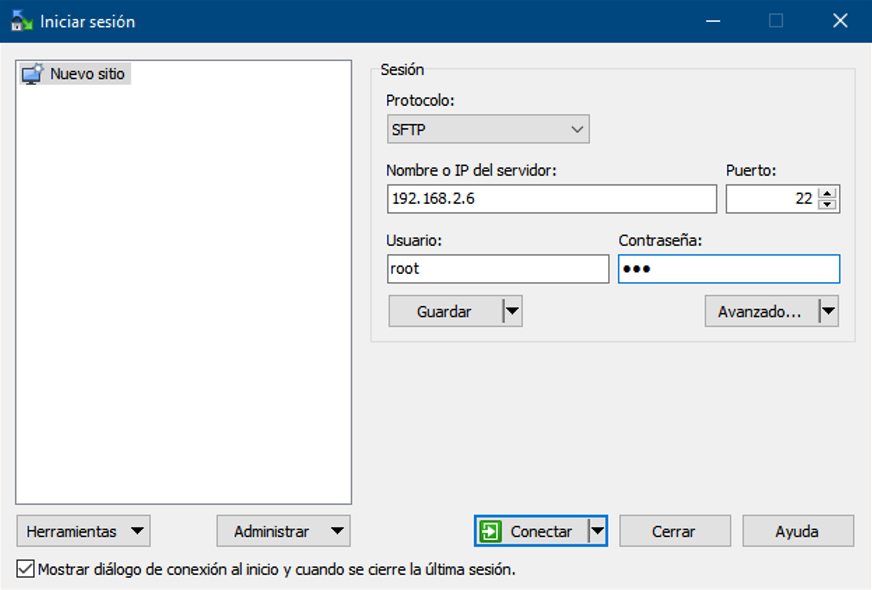 Iniciar sesión
Nuevo sitio
Sesión
Protocolo:
SFTP
Nombre o IP del servidor: Puerto:
192.168.2.6 22
Usuario: Contraseña:
root ●●●
Guardar Avanzado...
Herramientas Administrar Conectar Cerrar Ayuda
Mostrar diálogo de conexión al inicio y cuando se cierre la última sesión.